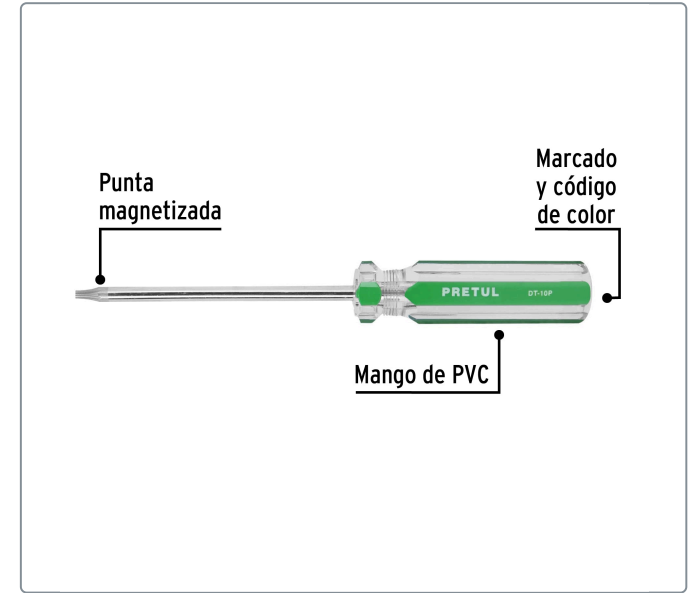 Punta
magnetizada
Marcado
y código
de color
PRETUL DT-10P
Mango de PVC